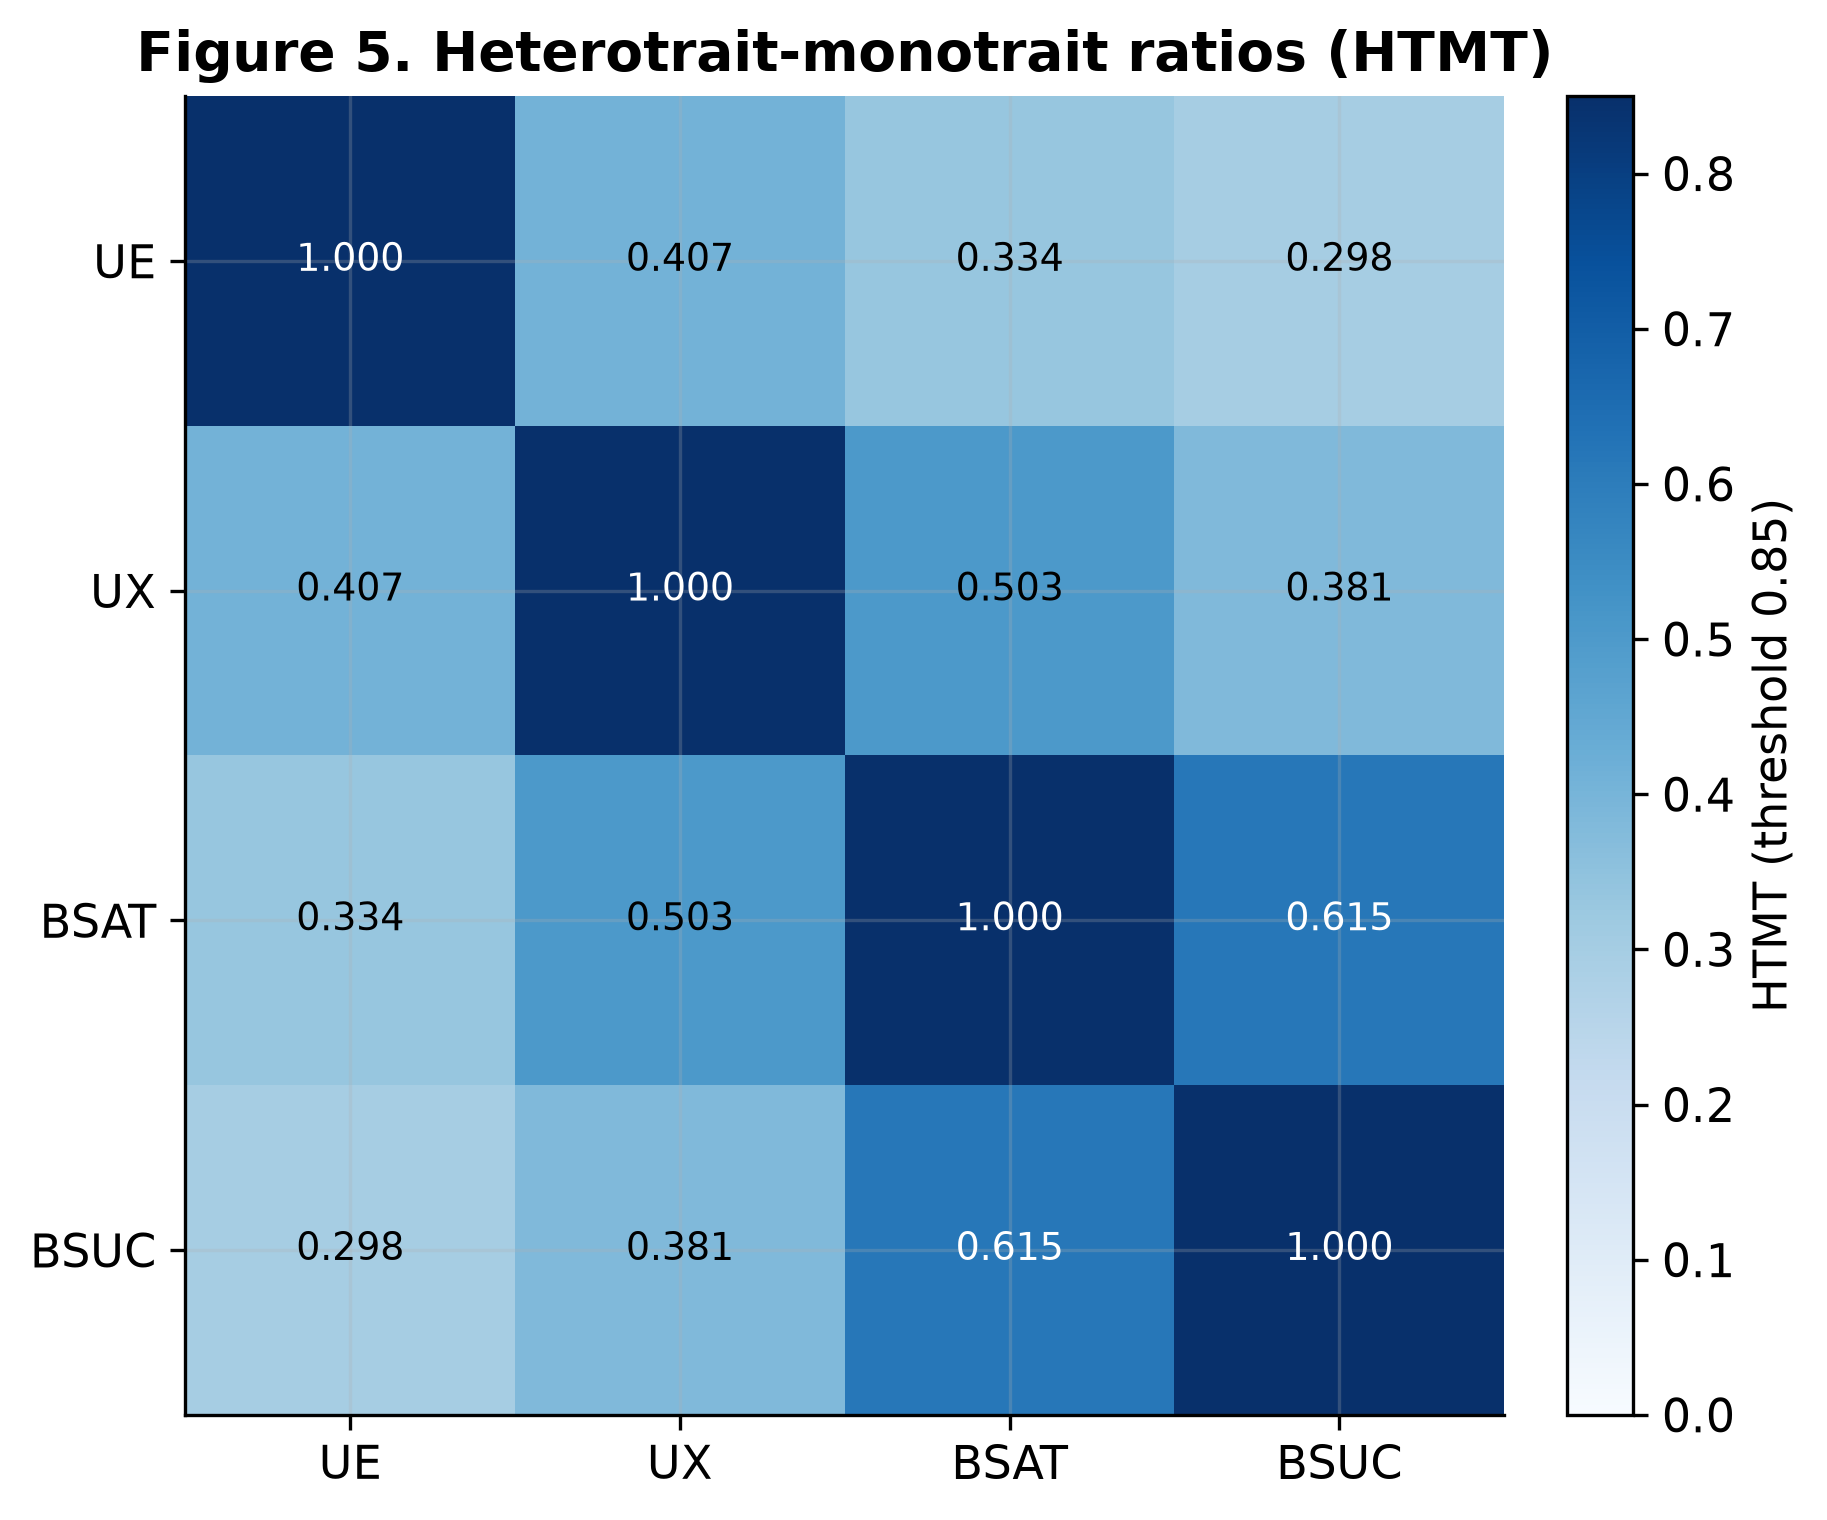 Figure 5. Heterotrait-monotrait ratios (HTMT)
UE 1.000 0.407 0.334 0.298
UX 0.407 1.000 0.503 0.381
BSAT 0.334 0.503 1.000 0.615
BSUC 0.298 0.381 0.615 1.000
UE UX BSAT BSUC
0.8
0.7
0.6
0.5
0.4
0.3
0.2
0.1
0.0
HTMT (threshold 0.85)